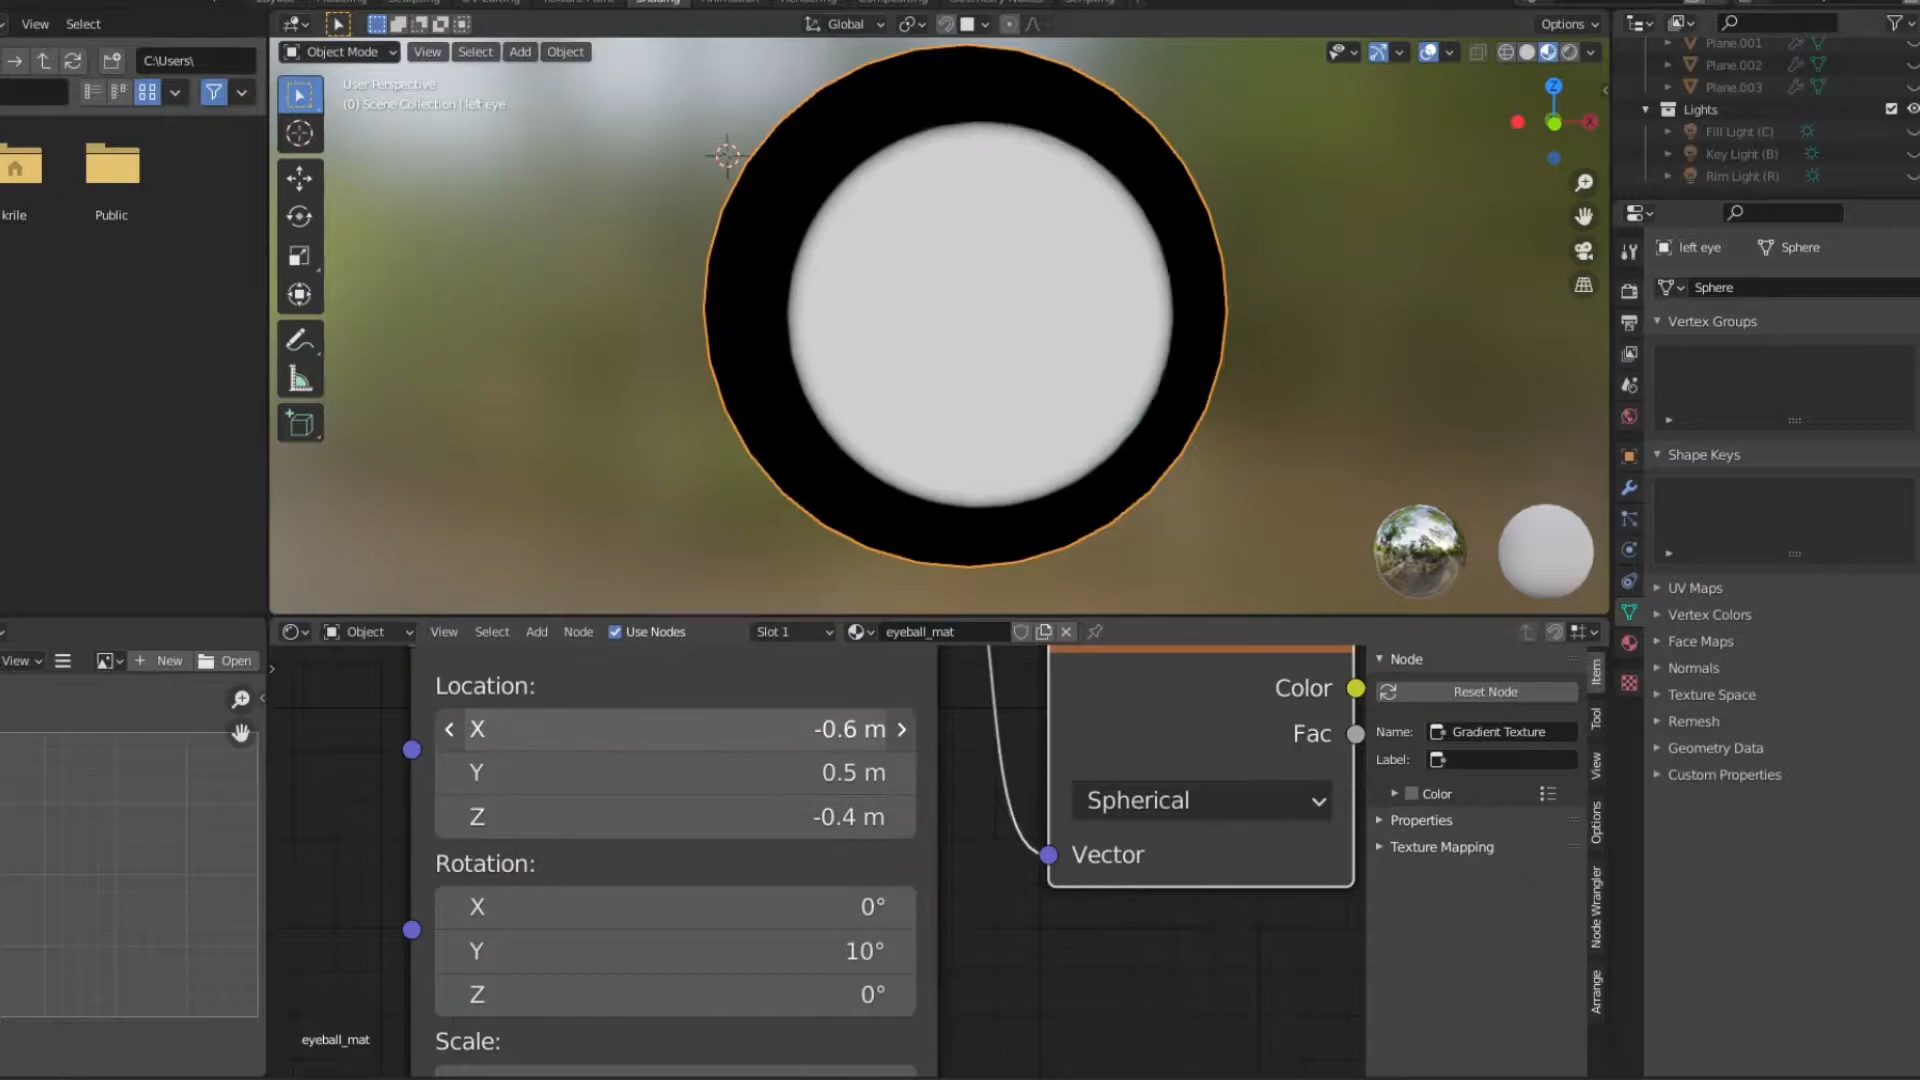 View Select
Global
Options
C:\Users\
Object Mode View Select Add Object
User Perspective
(0) Scene Collection | left eye
Z
X
krile
Public
Plane.001
Plane.002
Plane.003
Lights
Fill Light (C)
Key Light (B)
Rim Light (R)
left eye Sphere
Sphere
Vertex Groups
Shape Keys
UV Maps
Vertex Colors
Face Maps
Normals
Texture Space
Remesh
Geometry Data
Custom Properties
Object View Select Add Node Use Nodes Slot 1 eyeball_mat
View + New Open
Location:
X -0.6 m
Y 0.5 m
Z -0.4 m
Rotation:
X 0°
Y 10°
Z 0°
Scale:
eyeball_mat
Color
Fac
Spherical
Vector
Node
Reset Node
Name: Gradient Texture
Label:
Color
Properties
Texture Mapping
Item
Tool
View
Options
Node Wrangler
Arrange